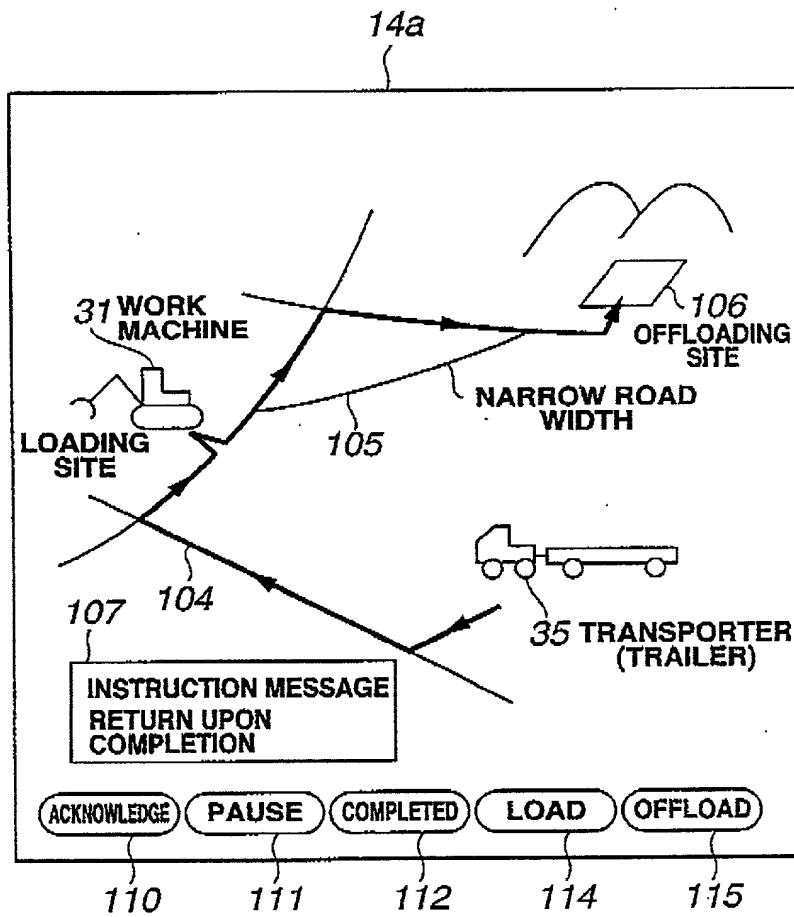 14a
31 WORK
MACHINE
LOADING
SITE
106
OFFLOADING
SITE
NARROW ROAD
WIDTH
105
104
35 TRANSPORTER
(TRAILER)
107
INSTRUCTION MESSAGE
RETURN UPON
COMPLETION
ACKNOWLEDGE PAUSE COMPLETED LOAD OFFLOAD
110 111 112 114 115